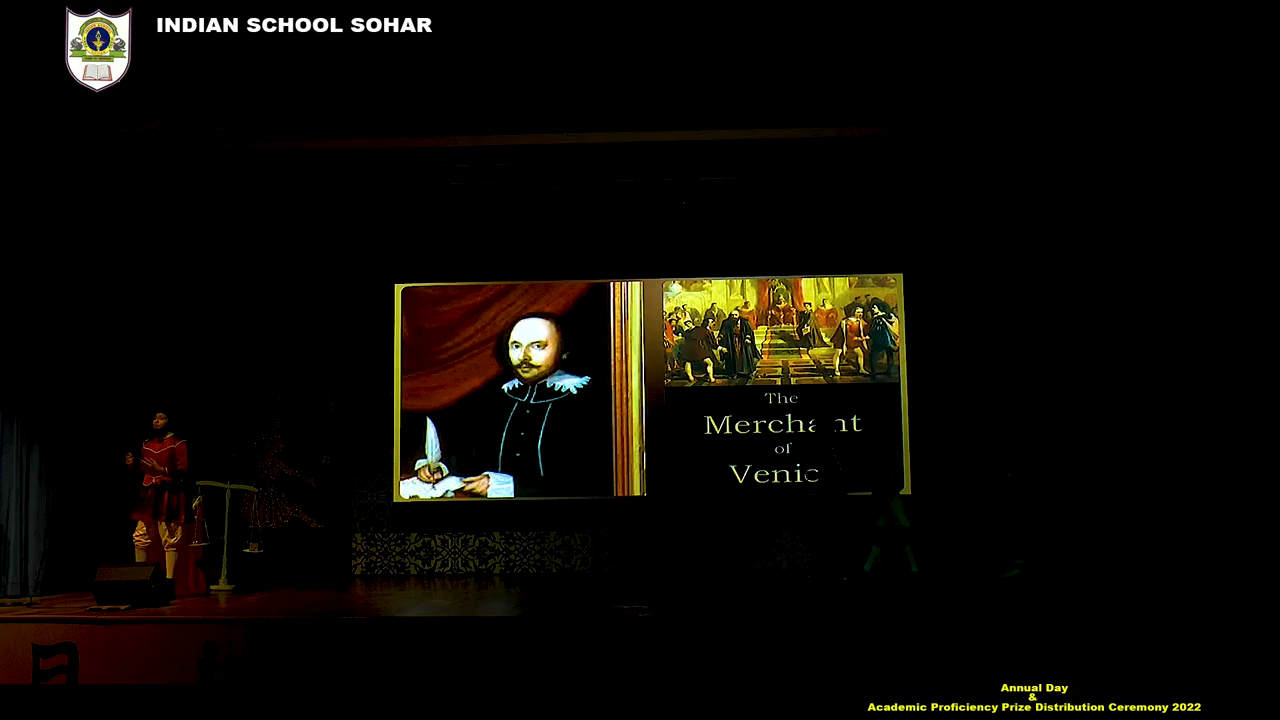 INDIAN SCHOOL SOHAR
The
Merchant
of
Venic
Annual Day
&
Academic Proficiency Prize Distribution Ceremony 2022